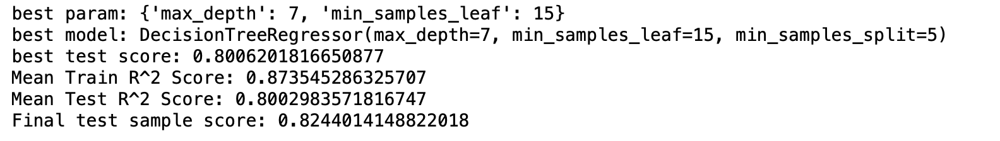 best param: {'max_depth': 7, 'min_samples_leaf': 15}
best model: DecisionTreeRegressor(max_depth=7, min_samples_leaf=15, min_samples_split=5)
best test score: 0.8006201816650877
Mean Train R^2 Score: 0.873545286325707
Mean Test R^2 Score: 0.8002983571816747
Final test sample score: 0.8244014148822018